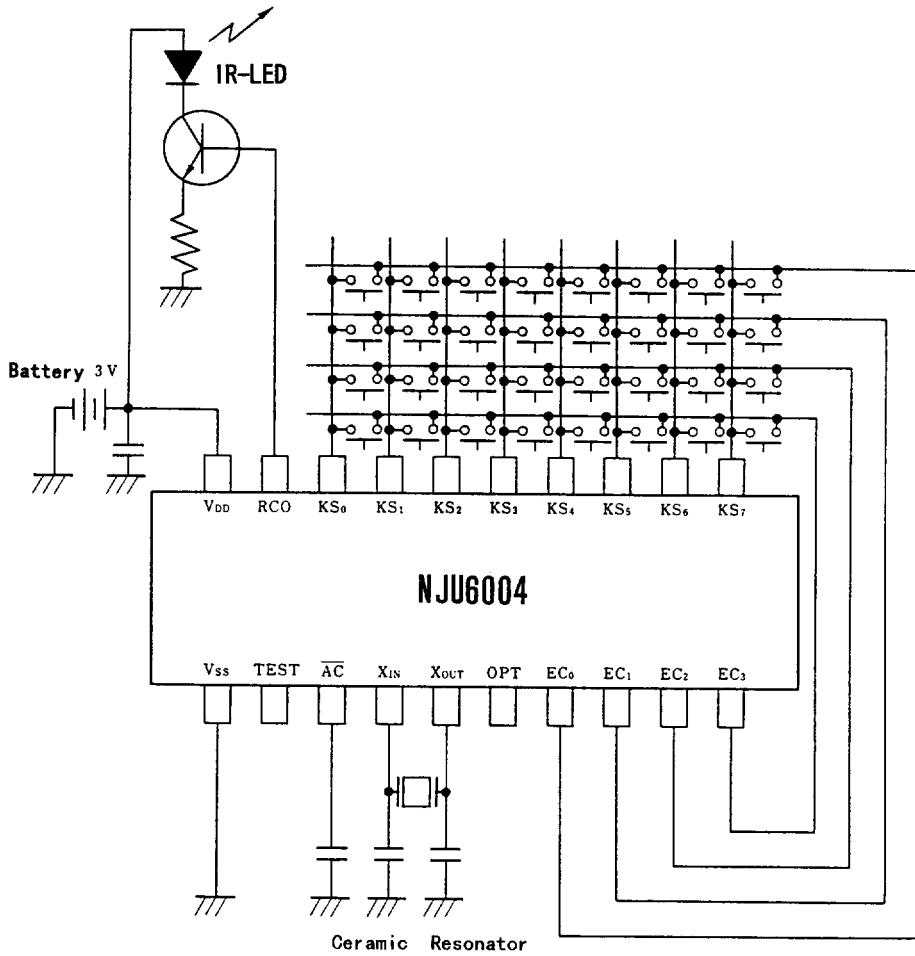 IR-LED
Battery 3V
VDD RCO KS0 KS1 KS2 KS3 KS4 KS5 KS6 KS7
NJU6004
VSS TEST A̅C̅ XIN XOUT OPT EC0 EC1 EC2 EC3
Ceramic Resonator